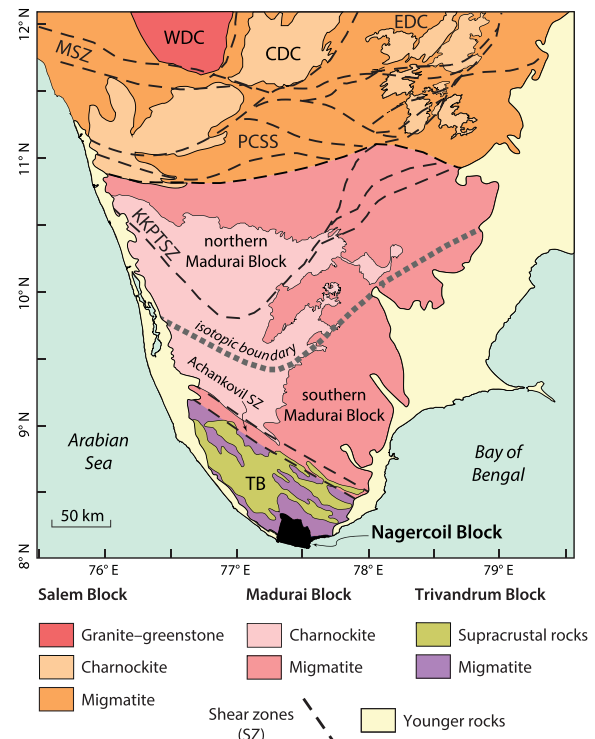 12° N
WDC
EDC
MSZ
CDC
PCSS
11° N
KKPTSZ
northern
Madurai Block
10° N
isotopic boundary
Achankovil SZ
southern
Madurai Block
9° N
Arabian
Sea
Bay of
Bengal
TB
50 km
Nagercoil Block
8° N
76° E
77° E
78° E
79° E
Salem Block
Madurai Block
Trivandrum Block
Granite–greenstone
Charnockite
Supracrustal rocks
Charnockite
Migmatite
Migmatite
Migmatite
Shear zones
(SZ)
Younger rocks